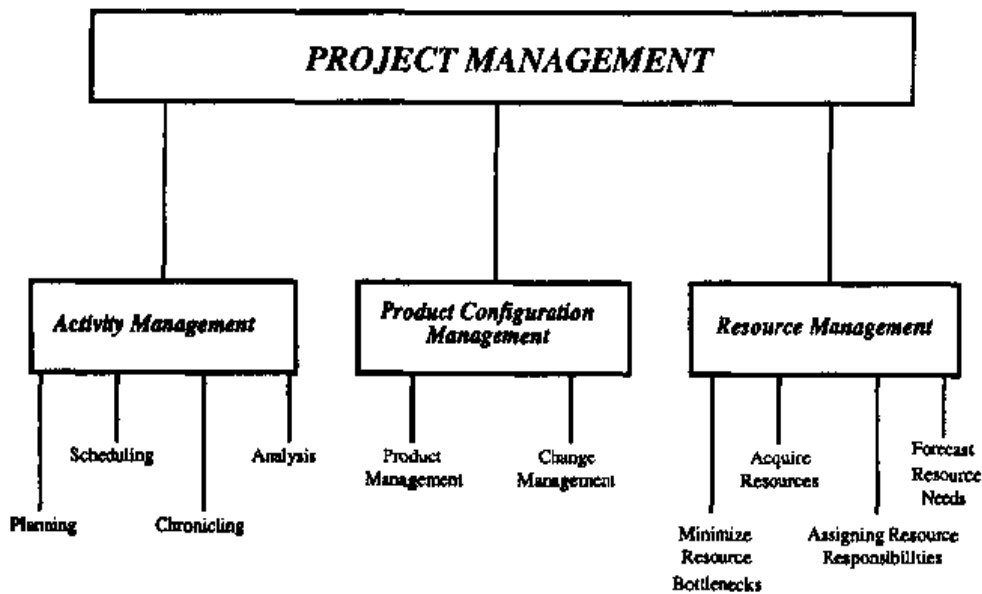 PROJECT MANAGEMENT
Activity Management
Product Configuration
Management
Resource Management
Scheduling
Analysis
Planning
Chronicling
Product
Management
Change
Management
Acquire
Resources
Forecast
Resource
Needs
Minimize
Resource
Bottlenecks
Assigning Resource
Responsibilities